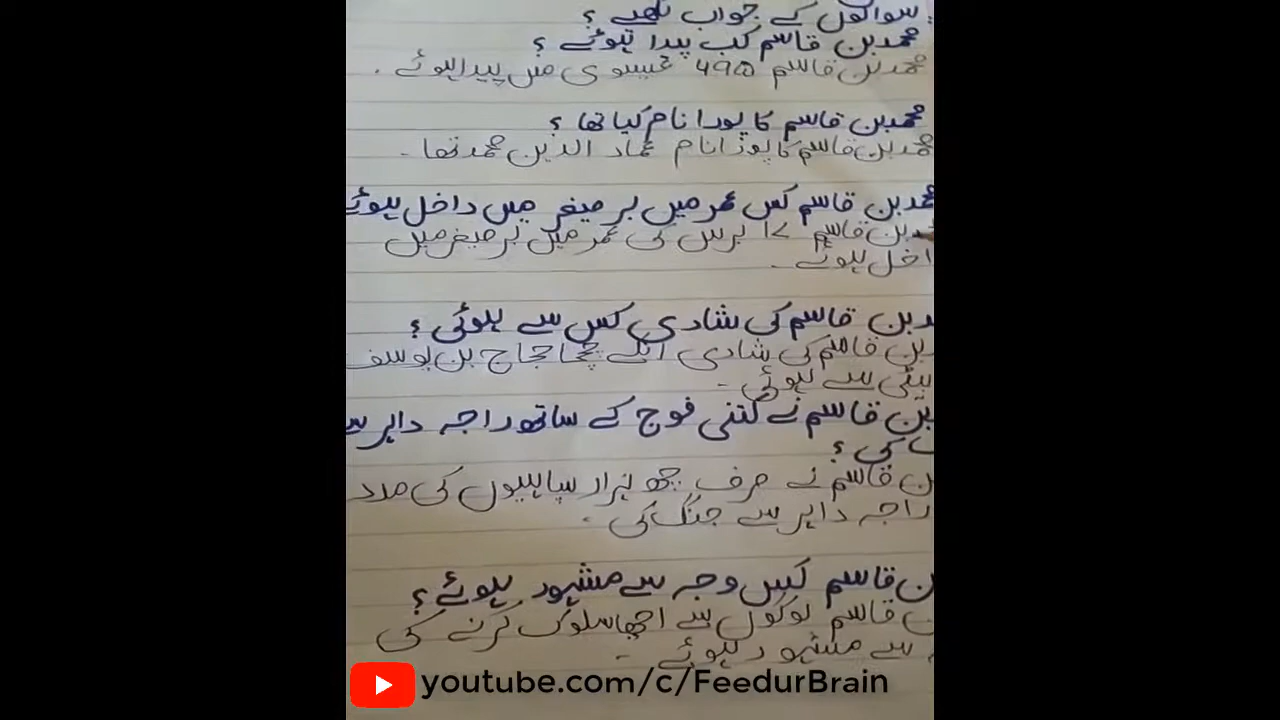 سوالوں کے جواب لکھیے ؟
محمد بن قاسم کب پیدا ہوئے ؟
محمد بن قاسم ۶۹۵ عیسوی میں پیدا ہوئے ۔
محمد بن قاسم کا پورا نام کیا تھا ؟
محمد بن قاسم کا پورا نام عماد الدین محمد تھا ۔
محمد بن قاسم کس عمر میں برصیغر میں داخل ہوئے
بن قاسم 17 برس کی عمر میں برصیغر میں
اخل ہوئے ۔
بن قاسم کی شادی کس سے ہوئی ؟
بن قاسم کی شادی انکے چچا حجاج بن یوسف
بیٹی سے ہوئی ۔
بن قاسم نے کتنی فوج کے ساتھ راجہ داہر سے
کی ؟
ن قاسم نے صرف چھ ہزار سپاہیوں کی مدد
راجہ داہر سے جنگ کی ۔
ن قاسم کس وجہ سے مشہور ہوئے ؟
ن قاسم لوگوں سے اچھا سلوک کرنے کی
سے مشہور ہوئے ۔
youtube.com/c/FeedurBrain